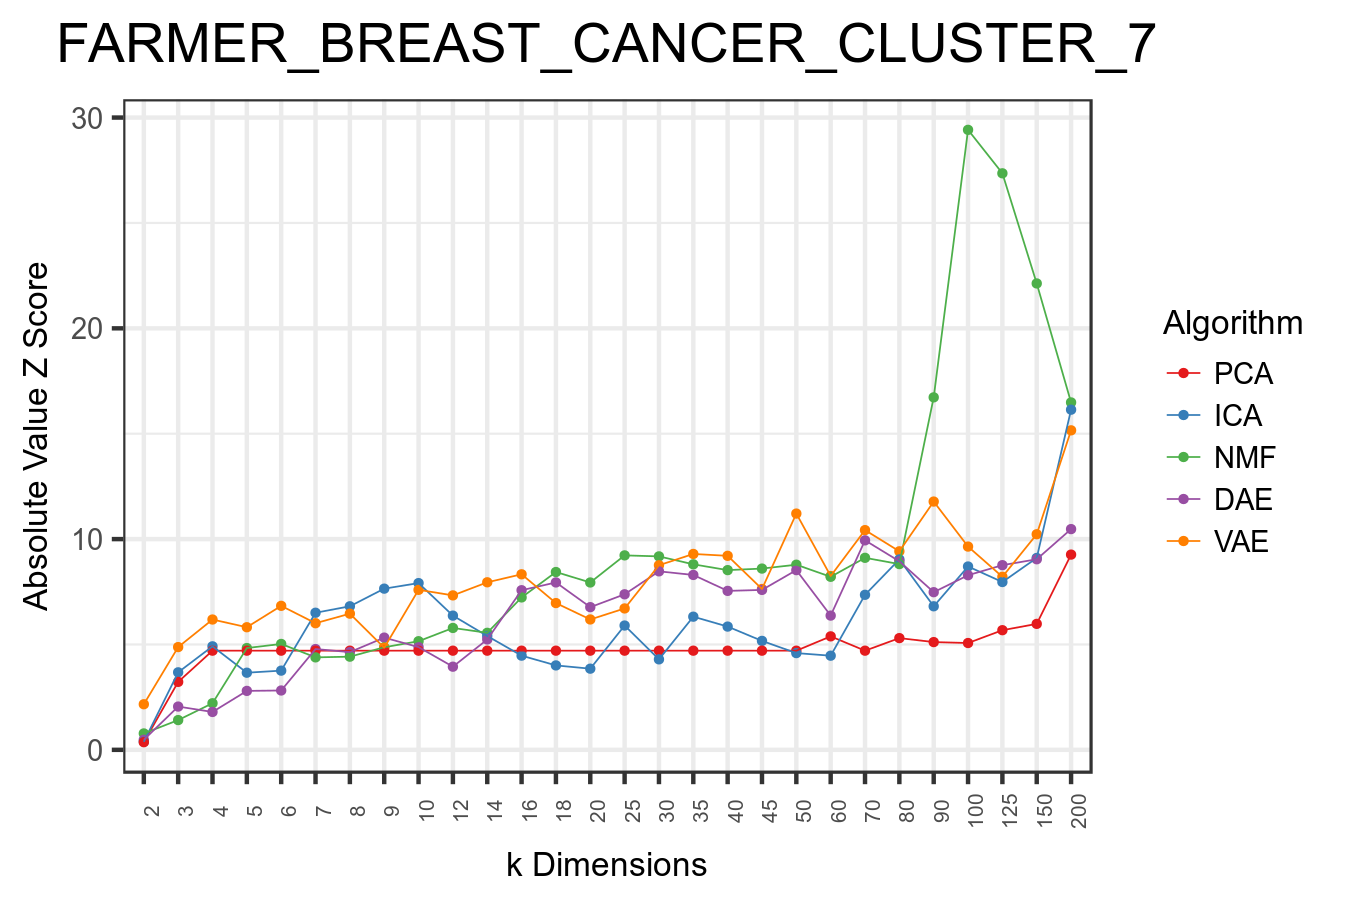 FARMER_BREAST_CANCER_CLUSTER_7
30
20
10
0
Absolute Value Z Score
2 3 4 5 6 7 8 9 10 12 14 16 18 20 25 30 35 40 45 50 60 70 80 90 100 125 150 200
k Dimensions
Algorithm
PCA
ICA
NMF
DAE
VAE